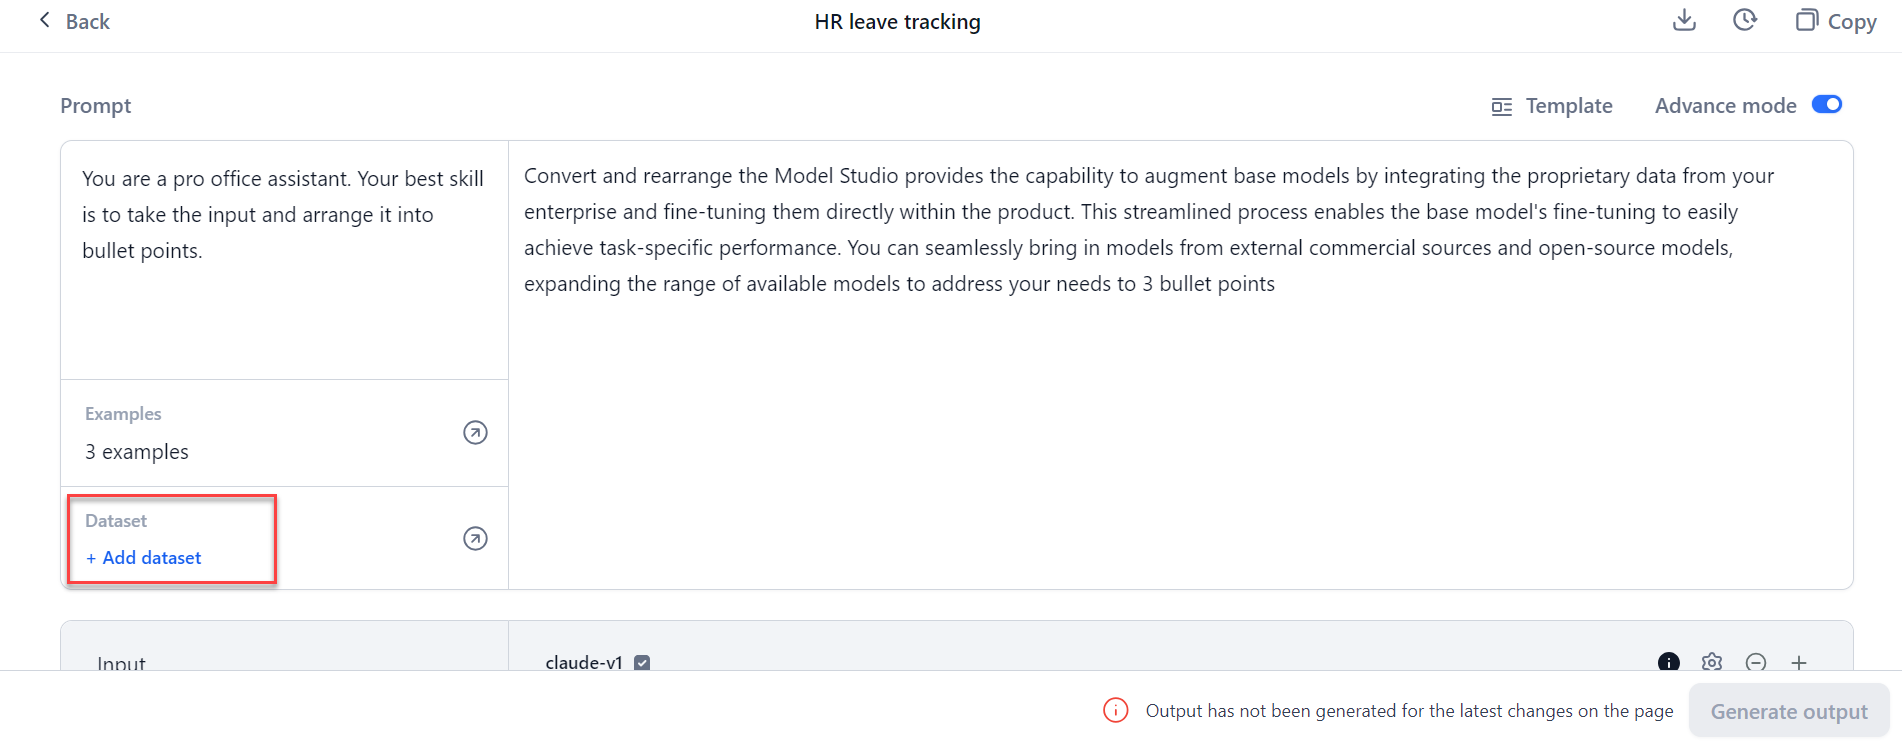 Back
HR leave tracking
Copy
Prompt
Template
Advance mode
You are a pro office assistant. Your best skill
is to take the input and arrange it into
bullet points.
Convert and rearrange the Model Studio provides the capability to augment base models by integrating the proprietary data from your
enterprise and fine-tuning them directly within the product. This streamlined process enables the base model's fine-tuning to easily
achieve task-specific performance. You can seamlessly bring in models from external commercial sources and open-source models,
expanding the range of available models to address your needs to 3 bullet points
Examples
3 examples
Dataset
+ Add dataset
Input
claude-v1
Output has not been generated for the latest changes on the page
Generate output